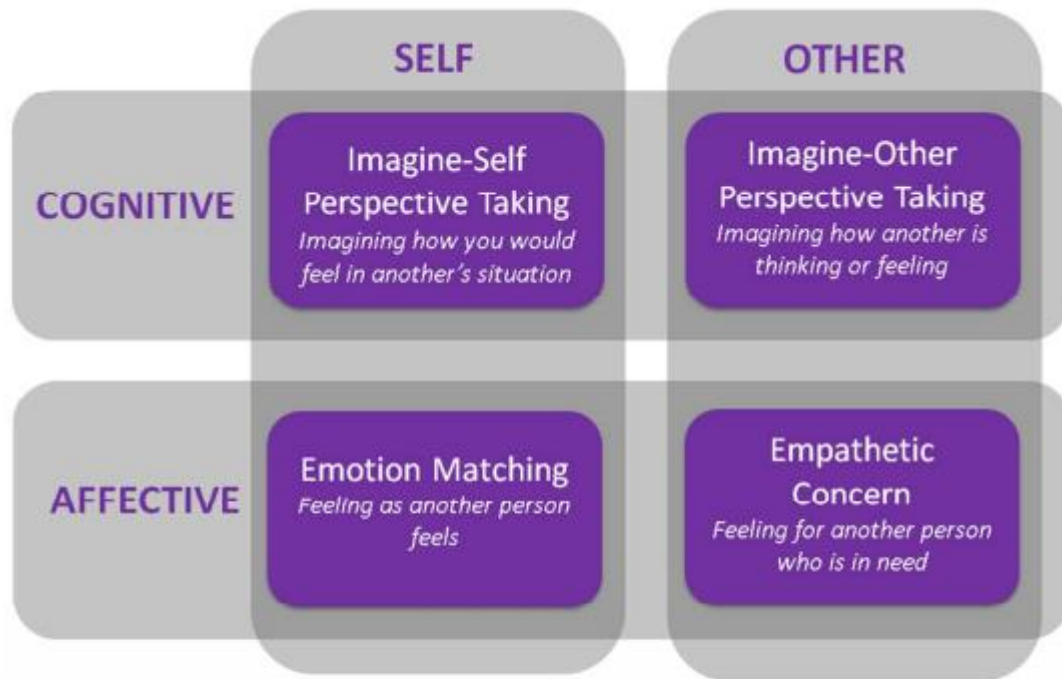 SELF
OTHER
COGNITIVE
Imagine-Self
Perspective Taking
Imagining how you would
feel in another's situation
Imagine-Other
Perspective Taking
Imagining how another is
thinking or feeling
AFFECTIVE
Emotion Matching
Feeling as another person
feels
Empathetic
Concern
Feeling for another person
who is in need